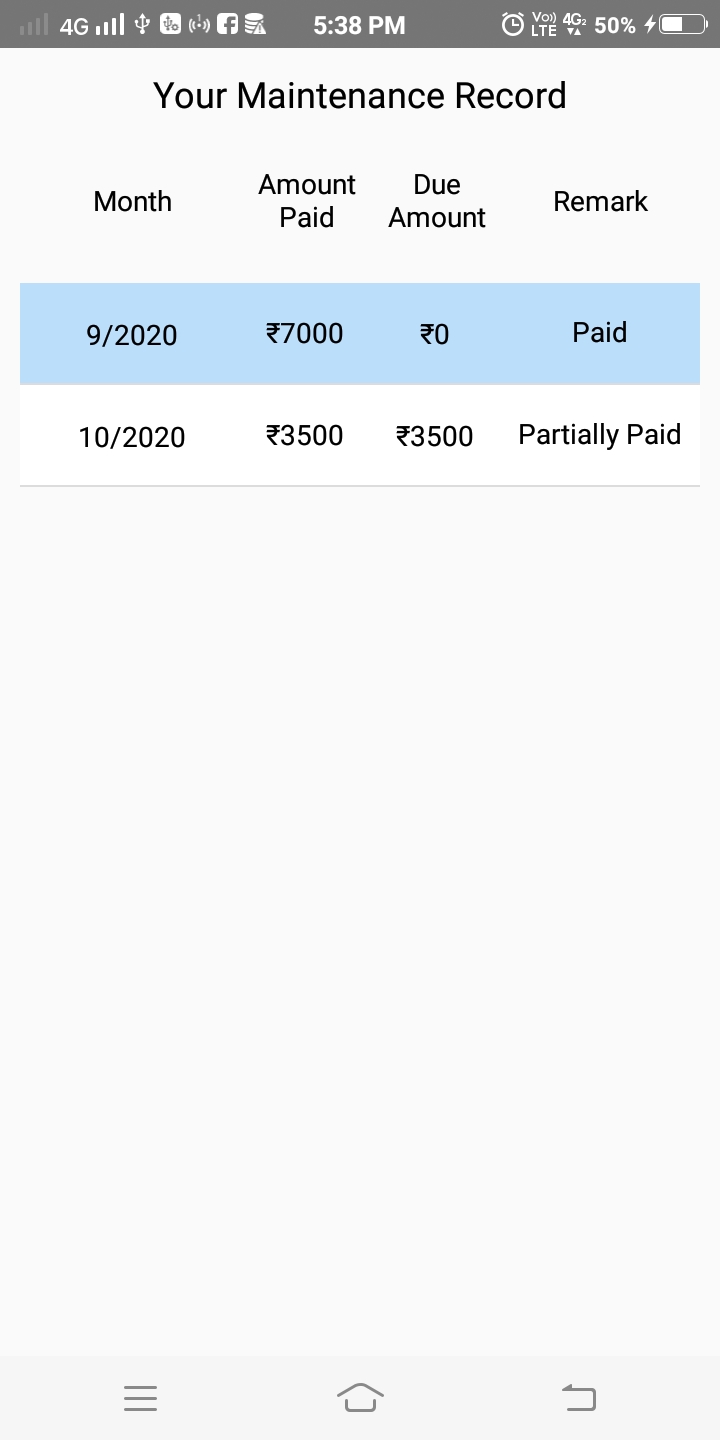 4G 5:38 PM Vo)) LTE 4G2 50%
Your Maintenance Record
Month Amount Paid Due Amount Remark
9/2020 ₹7000 ₹0 Paid
10/2020 ₹3500 ₹3500 Partially Paid